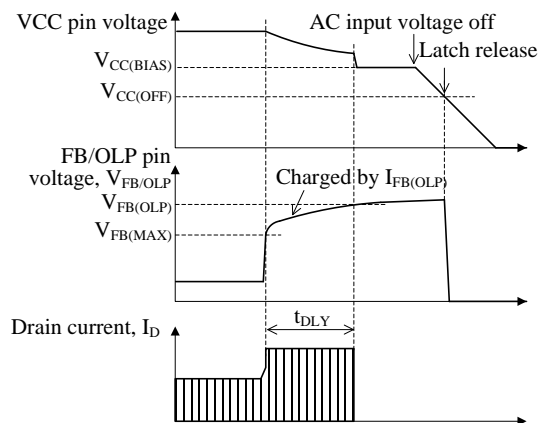 VCC pin voltage
AC input voltage off
Latch release
VCC(BIAS)
VCC(OFF)
FB/OLP pin
voltage, VFB/OLP
Charged by IFB(OLP)
VFB(OLP)
VFB(MAX)
Drain current, ID
tDLY